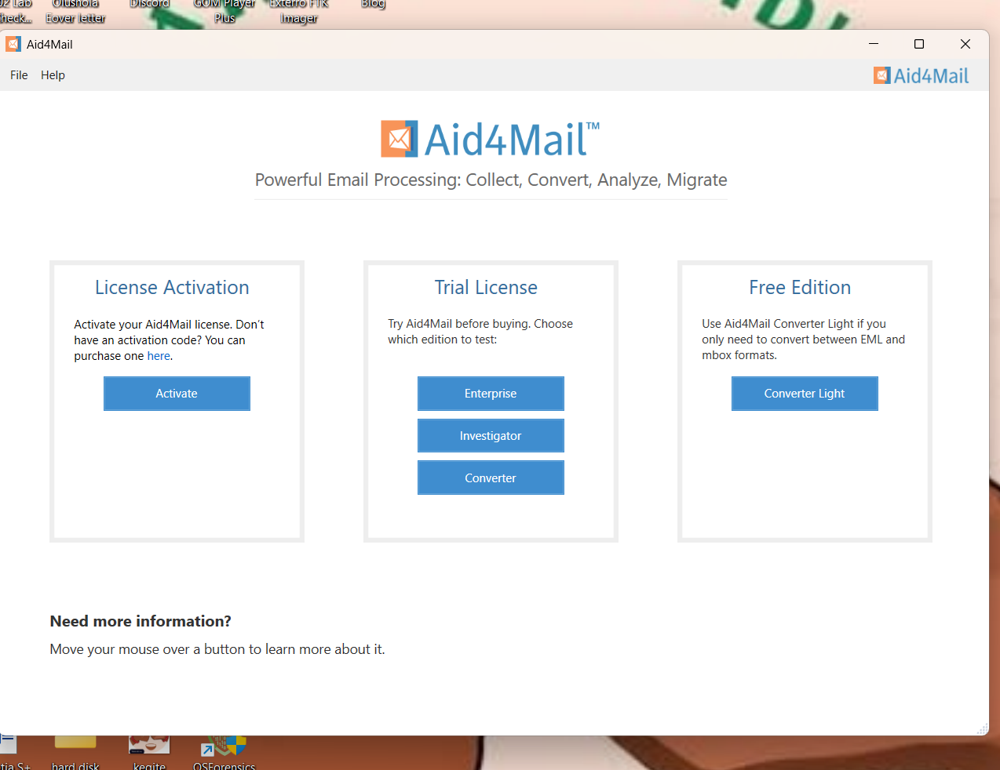 02 Lab Olushola Discord GOM Player Exterro FTK Blog
heck... Eover letter Plus Imager
Aid4Mail
File Help Aid4Mail
Aid4Mail™
Powerful Email Processing: Collect, Convert, Analyze, Migrate
License Activation
Activate your Aid4Mail license. Don’t
have an activation code? You can
purchase one here.
Activate
Trial License
Try Aid4Mail before buying. Choose
which edition to test:
Enterprise
Investigator
Converter
Free Edition
Use Aid4Mail Converter Light if you
only need to convert between EML and
mbox formats.
Converter Light
Need more information?
Move your mouse over a button to learn more about it.
tia S+ hard disk kegite OSForensics